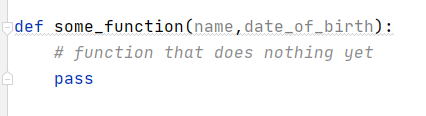 def some_function(name,date_of_birth):
    # function that does nothing yet
    pass